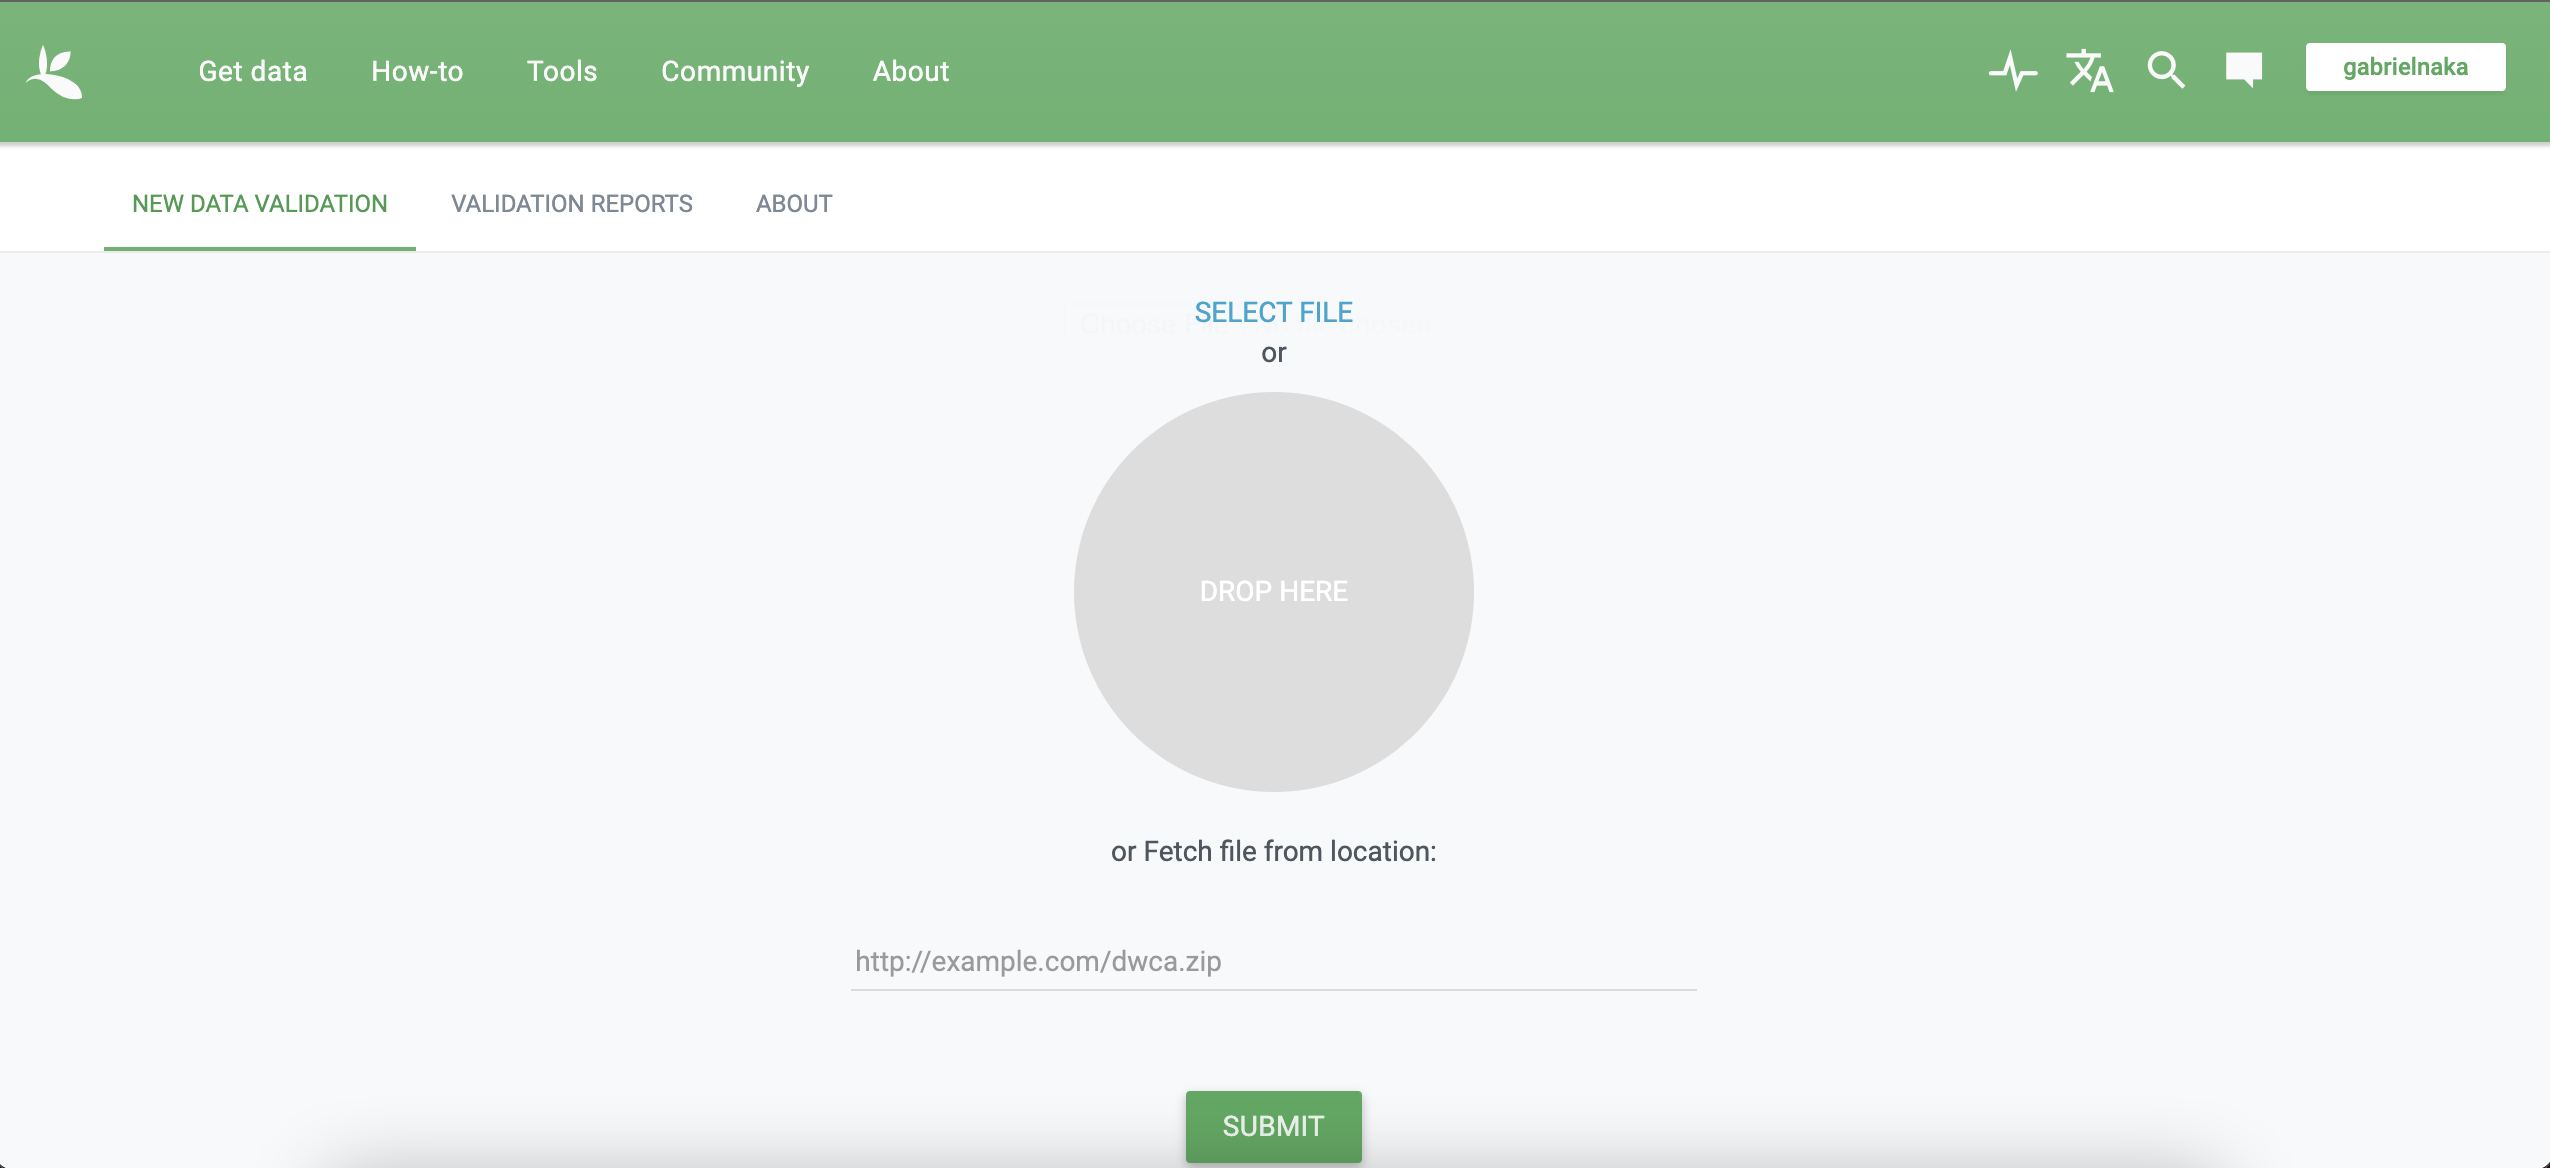 Get data How-to Tools Community About gabrielnaka
NEW DATA VALIDATION VALIDATION REPORTS ABOUT
SELECT FILE
or
DROP HERE
or Fetch file from location:
http://example.com/dwca.zip
SUBMIT